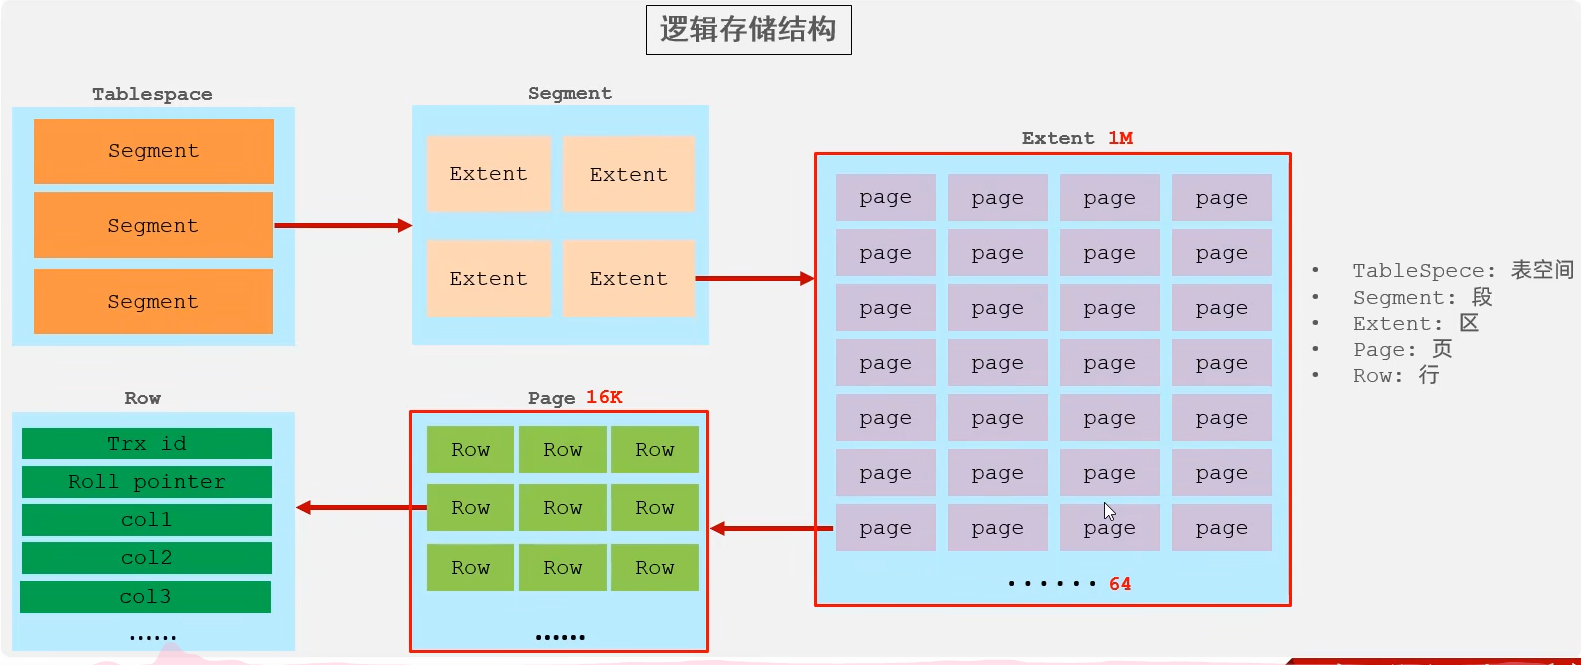 逻辑存储结构
Tablespace
Segment
Segment
Segment
Segment
Extent Extent
Extent Extent
Extent 1M
page page page page
page page page page
page page page page
page page page page
page page page page
page page page page
page page page page
······ 64
Page 16K
Row Row Row
Row Row Row
Row Row Row
......
Row
Trx id
Roll pointer
col1
col2
col3
......
• TableSpece: 表空间
• Segment: 段
• Extent: 区
• Page: 页
• Row: 行